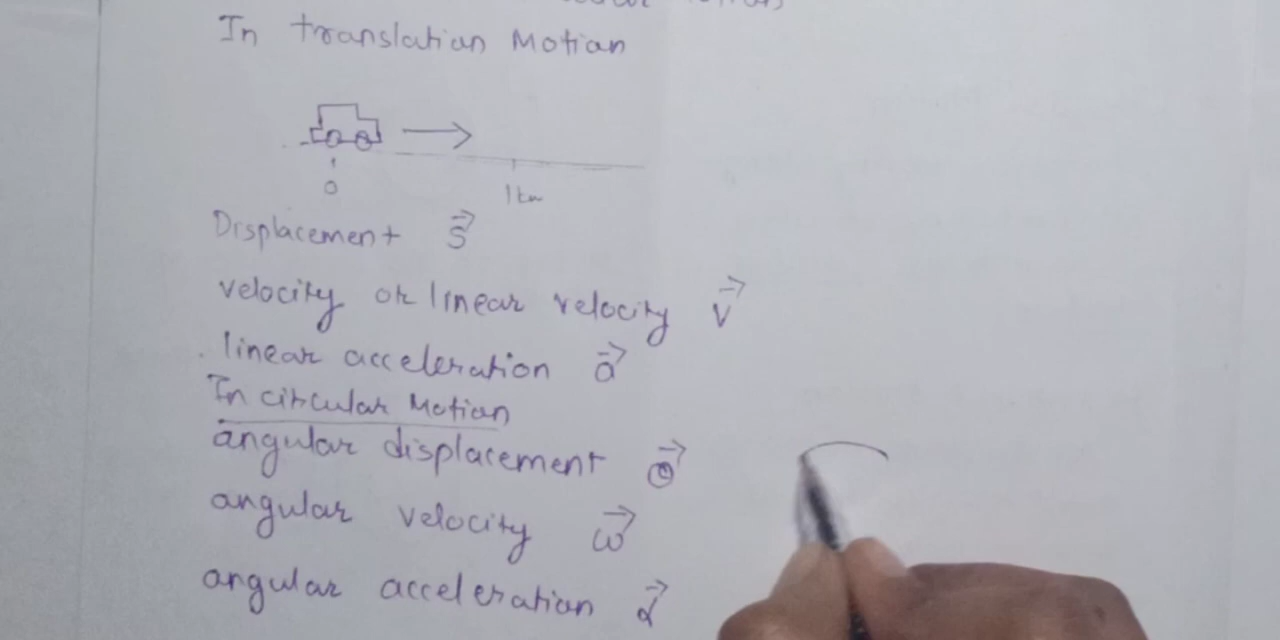 In translation Motion
0 1km
Displacement S⃗
velocity or linear velocity V⃗
linear acceleration a⃗
In circular Motion
angular displacement θ⃗
angular velocity ω⃗
angular acceleration α⃗